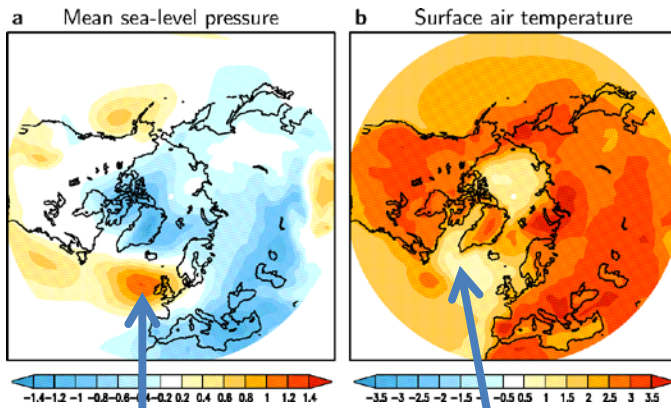 a Mean sea-level pressure
b Surface air temperature
-1.4 -1.2 -1 -0.8 -0.6 -0.4 -0.2 0.2 0.4 0.6 0.8 1 1.2 1.4
-3.5 -3 -2.5 -2 -1.5 -1 -0.5 0.5 1 1.5 2 2.5 3 3.5